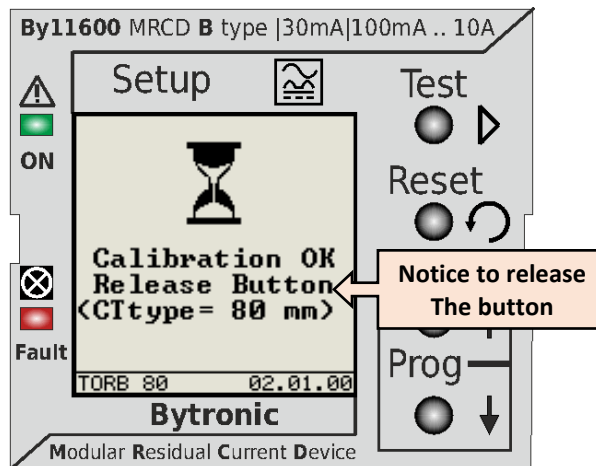 By11600 MRCD B type |30mA|100mA .. 10A
Setup
Test
ON
Reset
Calibration OK
Release Button
(CTtype= 80 mm)
Notice to release
The button
Fault
Prog
TORB 80 02.01.00
Bytronic
Modular Residual Current Device